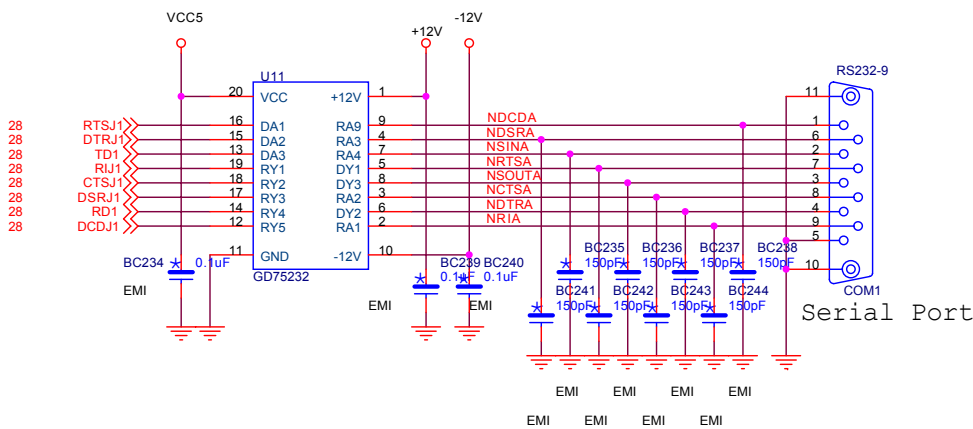 VCC5 -12V
+12V
RS232-9
U11
20 VCC +12V 1 11
28 RTSJ1 16 DA1 RA9 9 NDCDA 1
28 DTRJ1 15 DA2 RA3 4 NDSRA 6
28 TD1 13 DA3 RA4 7 NSINA 2
28 RIJ1 19 RY1 DY1 5 NRTSA 7
28 CTSJ1 18 RY2 DY3 8 NSOUTA 3
28 DSRJ1 17 RY3 RA2 3 NCTSA 8
28 RD1 14 RY4 DY2 6 NDTRA 4
28 DCDJ1 12 RY5 RA1 2 NRIA 9
5
11 GND -12V 10 10
BC234 0.1uF GD75232 BC239 0.1uF BC240 0.1uF
BC235 150pF BC236 150pF BC237 150pF BC238 150pF
COM1
EMI EMI EMI
BC241 150pF BC242 150pF BC243 150pF BC244 150pF
Serial Port
EMI EMI EMI EMI
EMI EMI EMI EMI